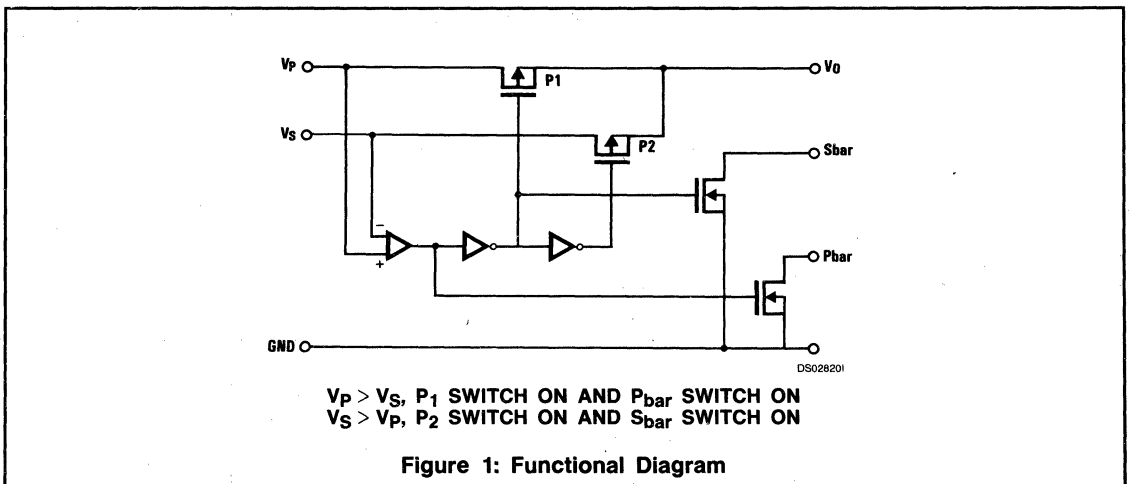 VP
P1
VO
VS
P2
Sbar
−
+
Pbar
GND
DS02820I
VP > VS, P1 SWITCH ON AND Pbar SWITCH ON
VS > VP, P2 SWITCH ON AND Sbar SWITCH ON
Figure 1: Functional Diagram